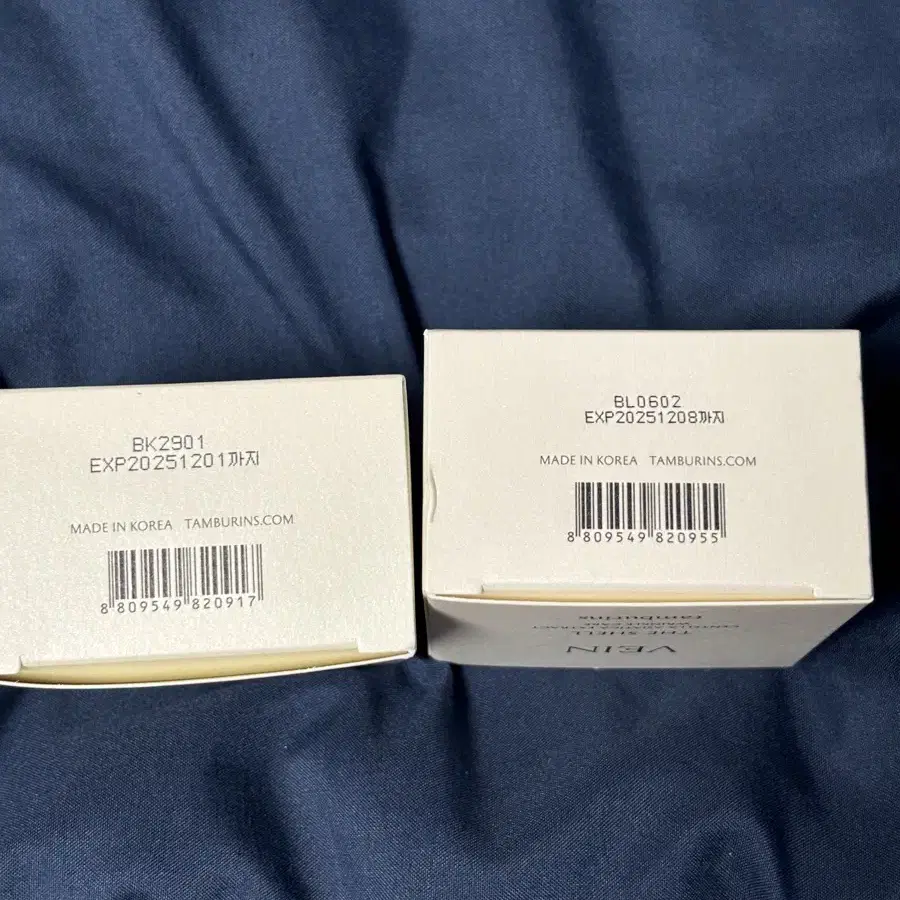 BK2901
EXP20251201까지
MADE IN KOREA TAMBURINS.COM
8 809549 820917
BL0602
EXP20251208까지
MADE IN KOREA TAMBURINS.COM
8 809549 820955
VEIN
THE SHELL
tamburins